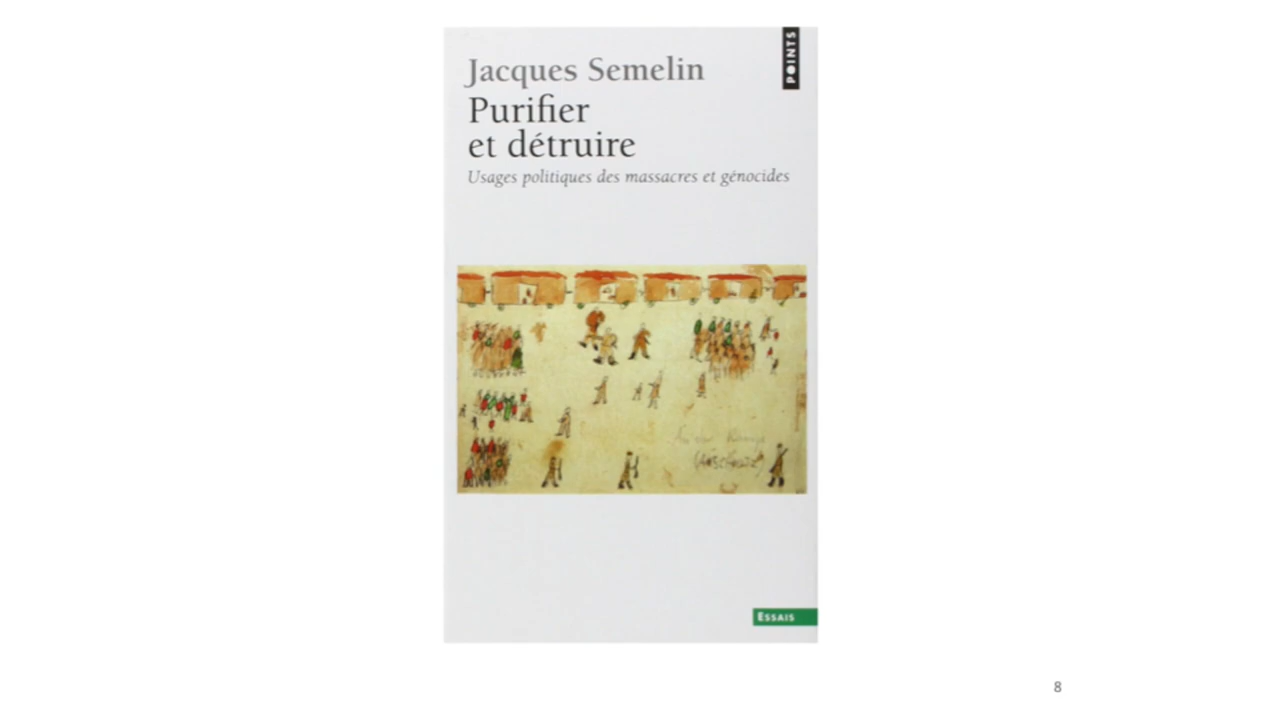 POINTS
Jacques Semelin
Purifier
et détruire
Usages politiques des massacres et génocides
ESSAIS
8